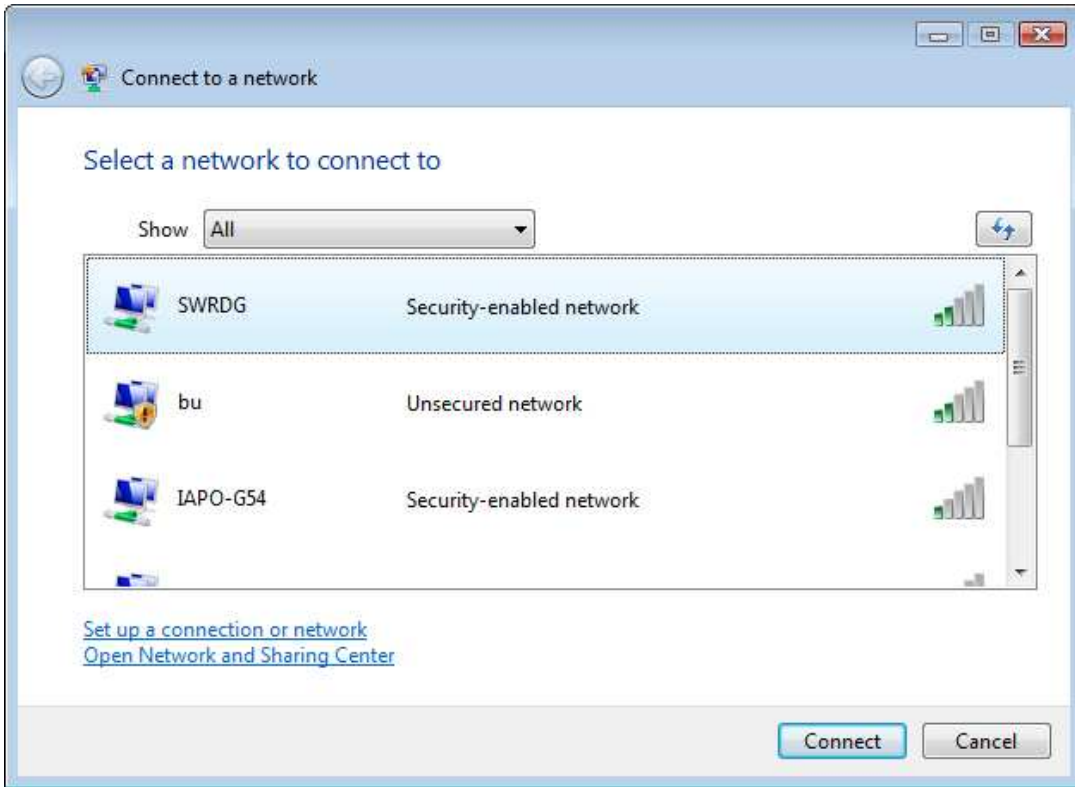 Connect to a network
Select a network to connect to
Show All
SWRDG Security-enabled network
bu Unsecured network
IAPO-G54 Security-enabled network
Set up a connection or network
Open Network and Sharing Center
Connect Cancel